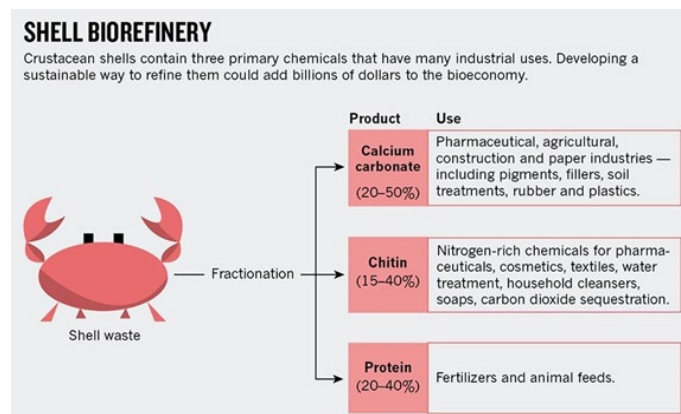 SHELL BIOREFINERY
Crustacean shells contain three primary chemicals that have many industrial uses. Developing a
sustainable way to refine them could add billions of dollars to the bioeconomy.
Product Use
Calcium
carbonate
(20–50%)
Pharmaceutical, agricultural,
construction and paper industries —
including pigments, fillers, soil
treatments, rubber and plastics.
Shell waste
Fractionation
Chitin
(15–40%)
Nitrogen-rich chemicals for pharma-
ceuticals, cosmetics, textiles, water
treatment, household cleansers,
soaps, carbon dioxide sequestration.
Protein
(20–40%)
Fertilizers and animal feeds.